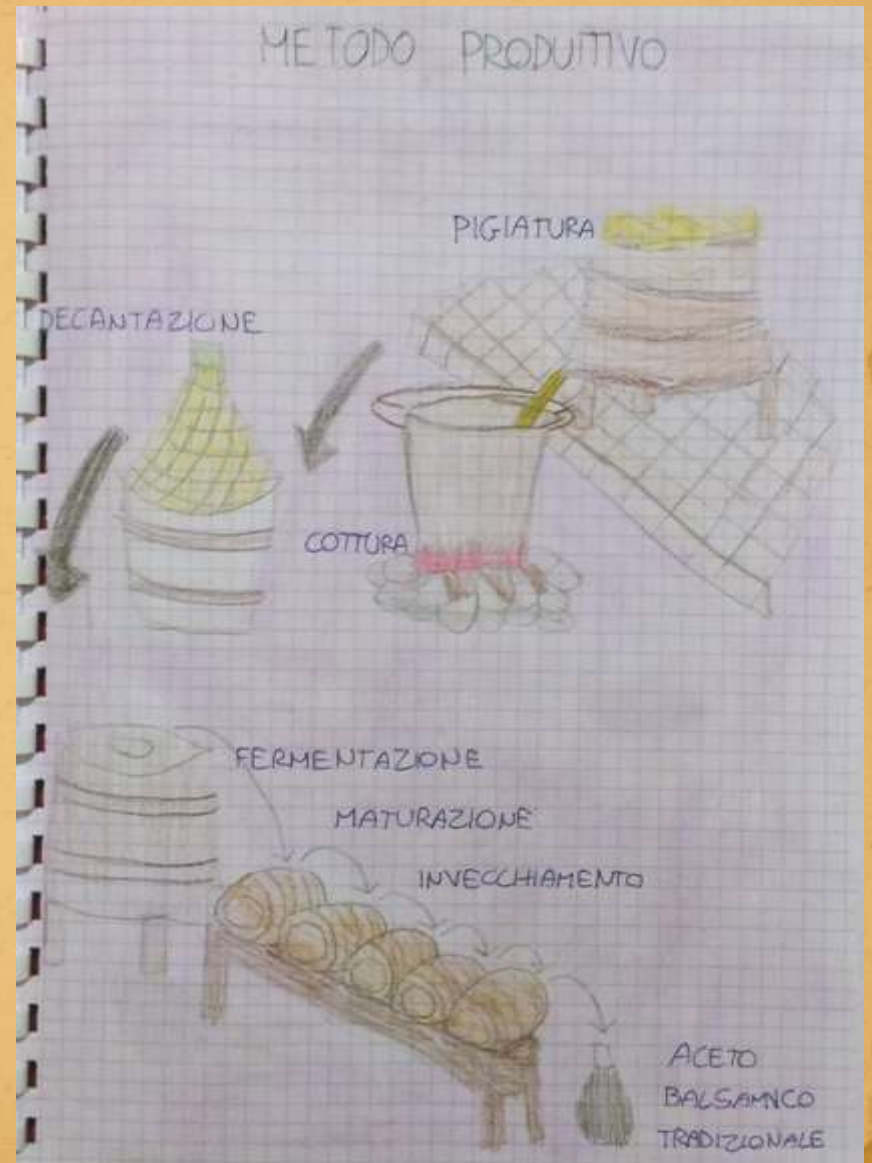 METODO PRODUTTIVO
PIGIATURA
DECANTAZIONE
COTTURA
FERMENTAZIONE
MATURAZIONE
INVECCHIAMENTO
ACETO
BALSAMICO
TRADIZIONALE